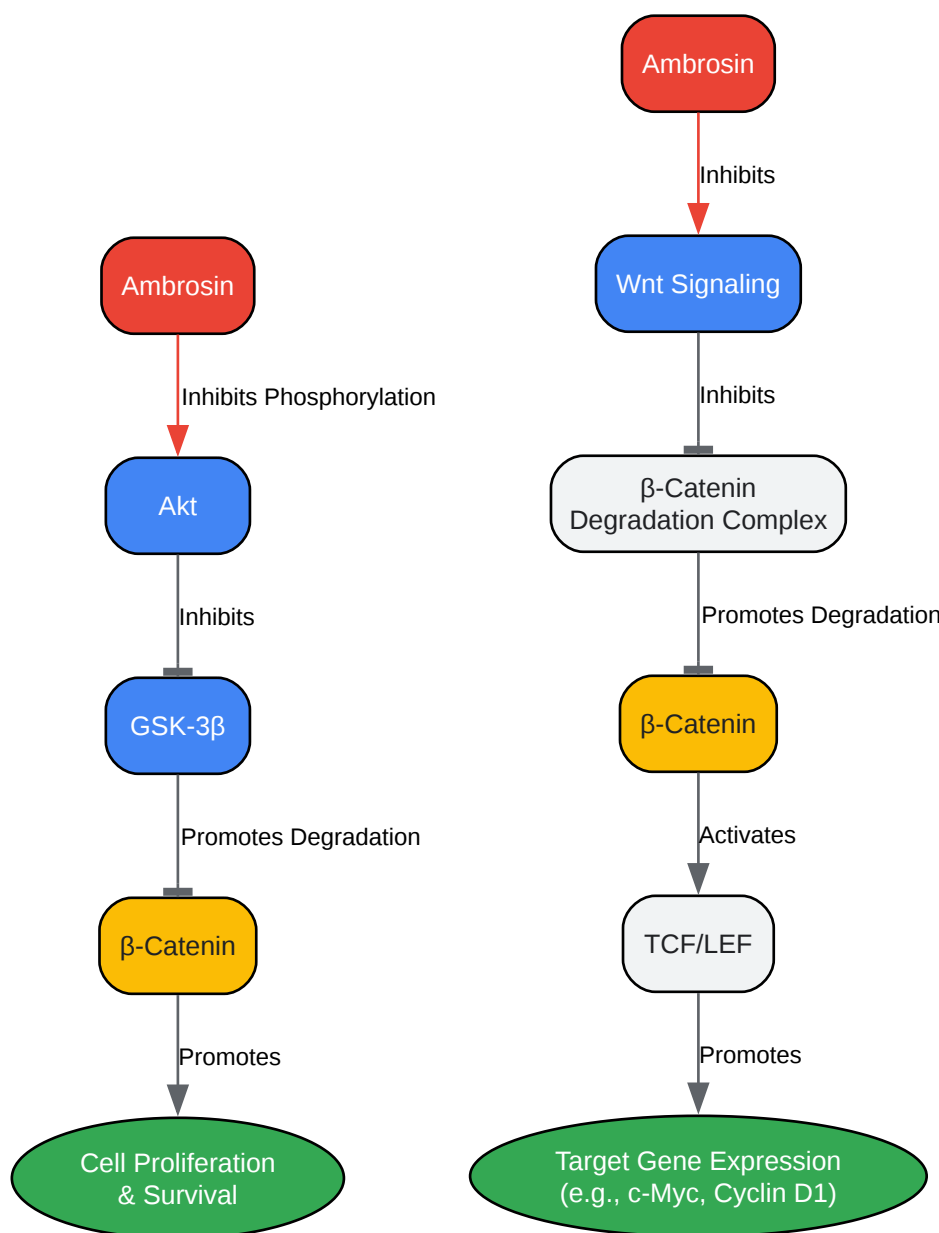 Ambrosin
Inhibits Phosphorylation
Akt
Inhibits
GSK-3β
Promotes Degradation
β-Catenin
Promotes
Cell Proliferation
& Survival
Ambrosin
Inhibits
Wnt Signaling
Inhibits
β-Catenin
Degradation Complex
Promotes Degradation
β-Catenin
Activates
TCF/LEF
Promotes
Target Gene Expression
(e.g., c-Myc, Cyclin D1)